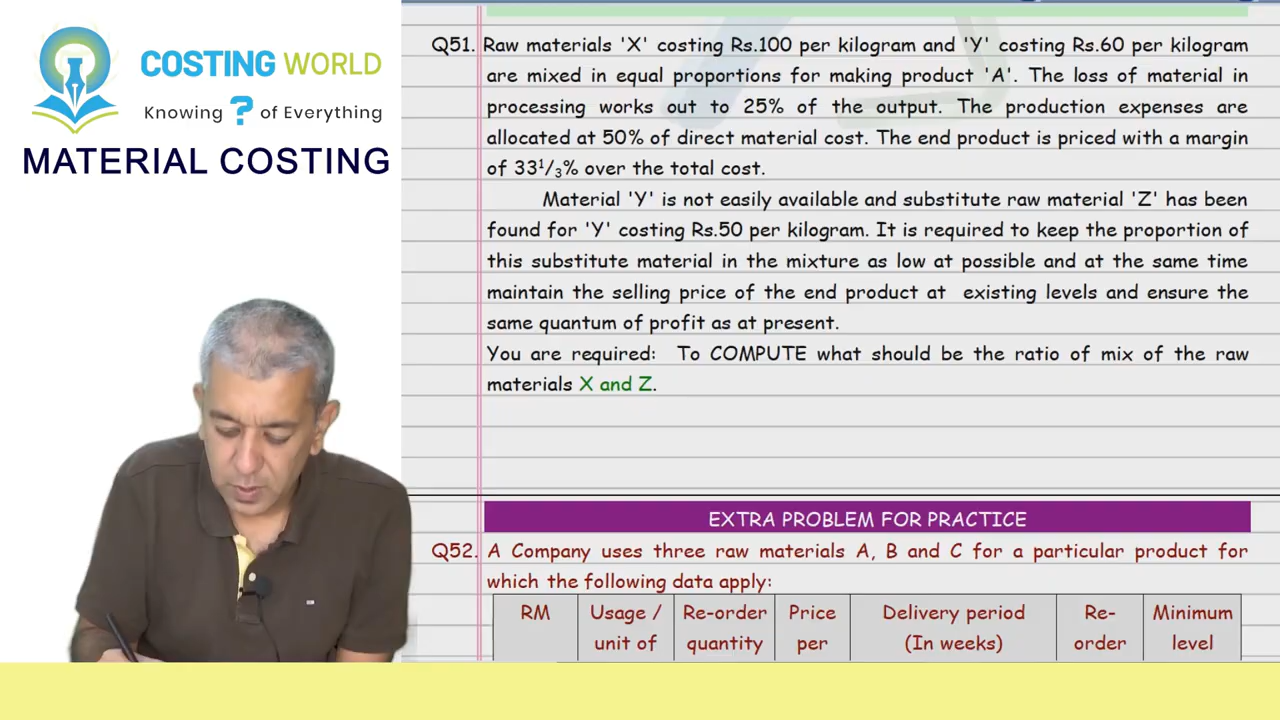 COSTING WORLD
Knowing ? of Everything
MATERIAL COSTING
Q51. Raw materials 'X' costing Rs.100 per kilogram and 'Y' costing Rs.60 per kilogram
are mixed in equal proportions for making product 'A'. The loss of material in
processing works out to 25% of the output. The production expenses are
allocated at 50% of direct material cost. The end product is priced with a margin
of 33 1/3% over the total cost.
Material 'Y' is not easily available and substitute raw material 'Z' has been
found for 'Y' costing Rs.50 per kilogram. It is required to keep the proportion of
this substitute material in the mixture as low at possible and at the same time
maintain the selling price of the end product at existing levels and ensure the
same quantum of profit as at present.
You are required: To COMPUTE what should be the ratio of mix of the raw
materials X and Z.
EXTRA PROBLEM FOR PRACTICE
Q52. A Company uses three raw materials A, B and C for a particular product for
which the following data apply:
RM Usage / Re-order Price Delivery period Re- Minimum
unit of quantity per (In weeks) order level